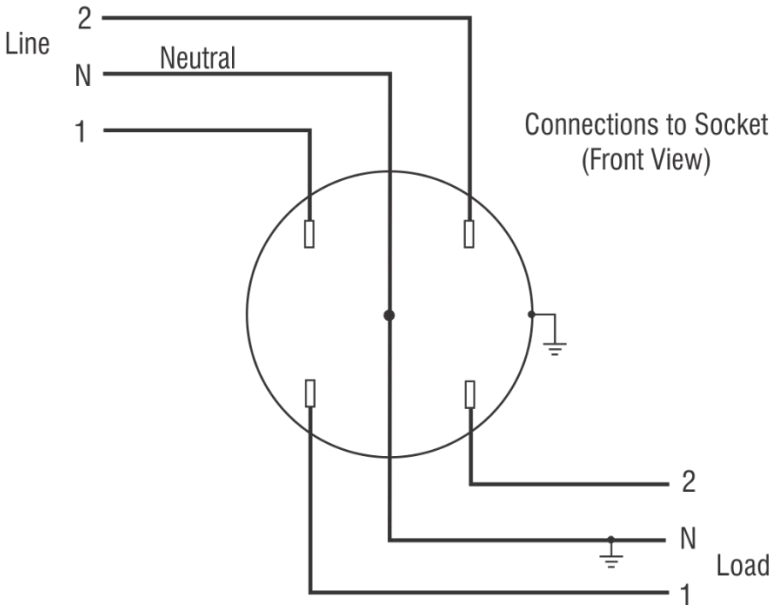 2
Line
Neutral
N
1
Connections to Socket
(Front View)
2
N
Load
1